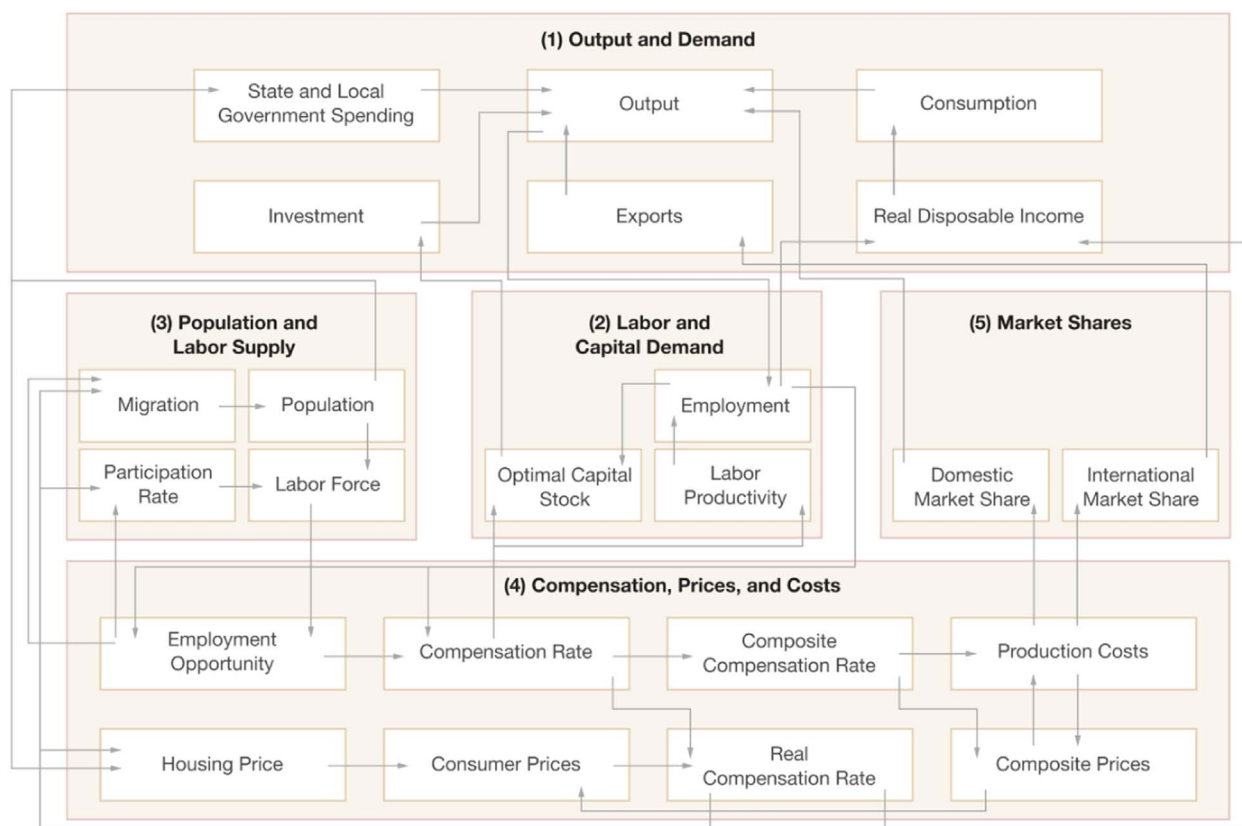 (1) Output and Demand
State and Local
Government Spending
Output
Consumption
Investment
Exports
Real Disposable Income
(3) Population and
Labor Supply
Migration
Population
Participation
Rate
Labor Force
(2) Labor and
Capital Demand
Employment
Optimal Capital
Stock
Labor
Productivity
(5) Market Shares
Domestic
Market Share
International
Market Share
(4) Compensation, Prices, and Costs
Employment
Opportunity
Compensation Rate
Composite
Compensation Rate
Production Costs
Housing Price
Consumer Prices
Real
Compensation Rate
Composite Prices